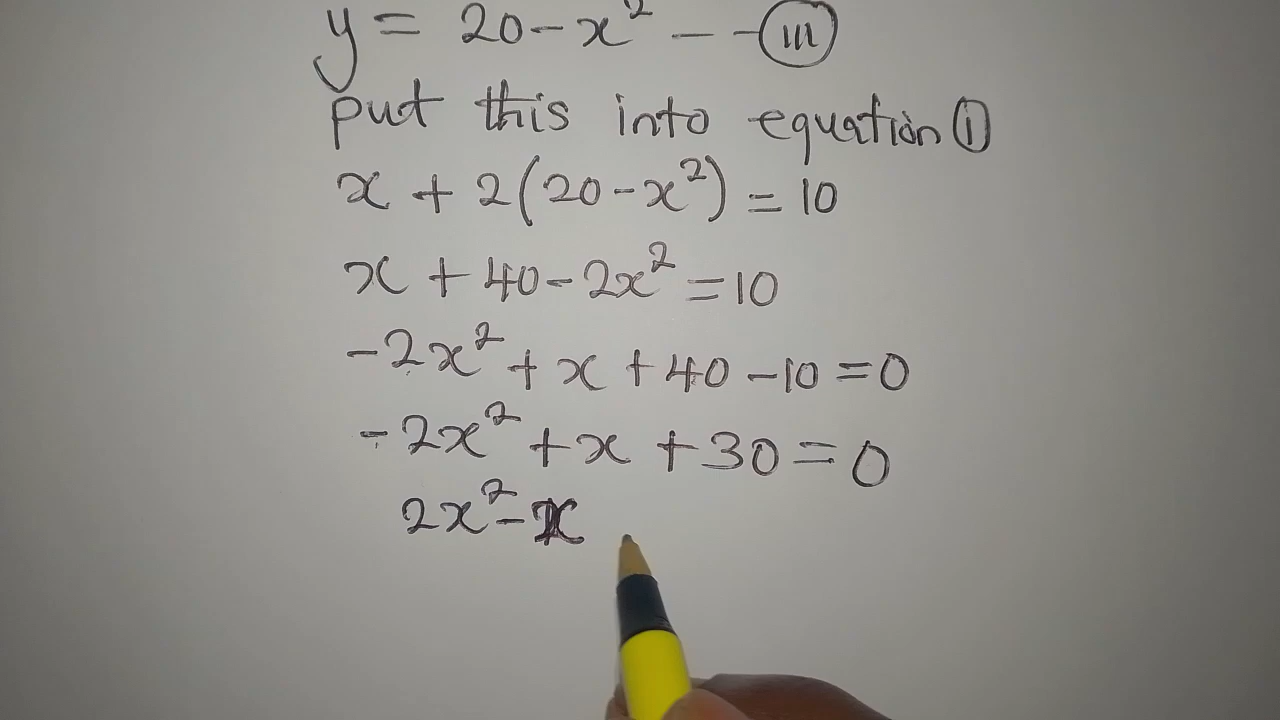 y = 20 - x² - - (iii)
put this into equation (i)
x + 2(20 - x²) = 10
x + 40 - 2x² = 10
-2x² + x + 40 - 10 = 0
-2x² + x + 30 = 0
2x² - x